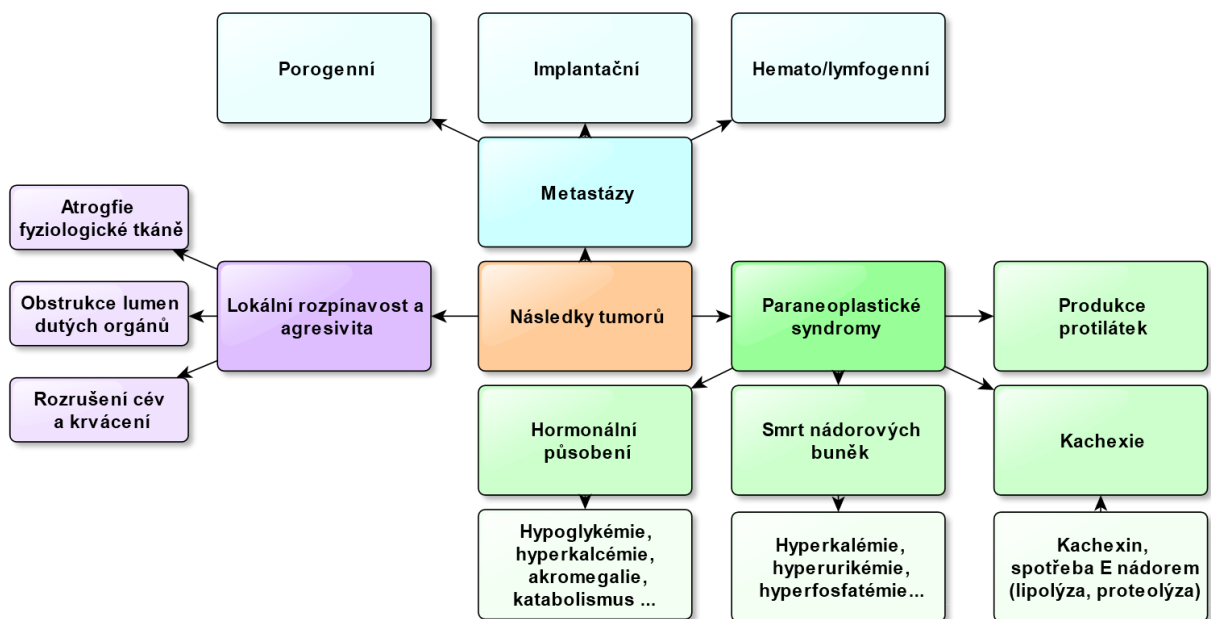 Porogenní
Implantační
Hemato/lymfogenní
Metastázy
Atrogfie
fyziologické tkáně
Obstrukce lumen
dutých orgánů
Rozrušení cév
a krvácení
Lokální rozpínavost a
agresivita
Následky tumorů
Paraneoplastické
syndromy
Produkce
protilátek
Hormonální
působení
Smrt nádorových
buněk
Kachexie
Hypoglykémie,
hyperkalcémie,
akromegalie,
katabolismus ...
Hyperkalémie,
hyperurikémie,
hyperfosfatémie...
Kachexin,
spotřeba E nádorem
(lipolýza, proteolýza)